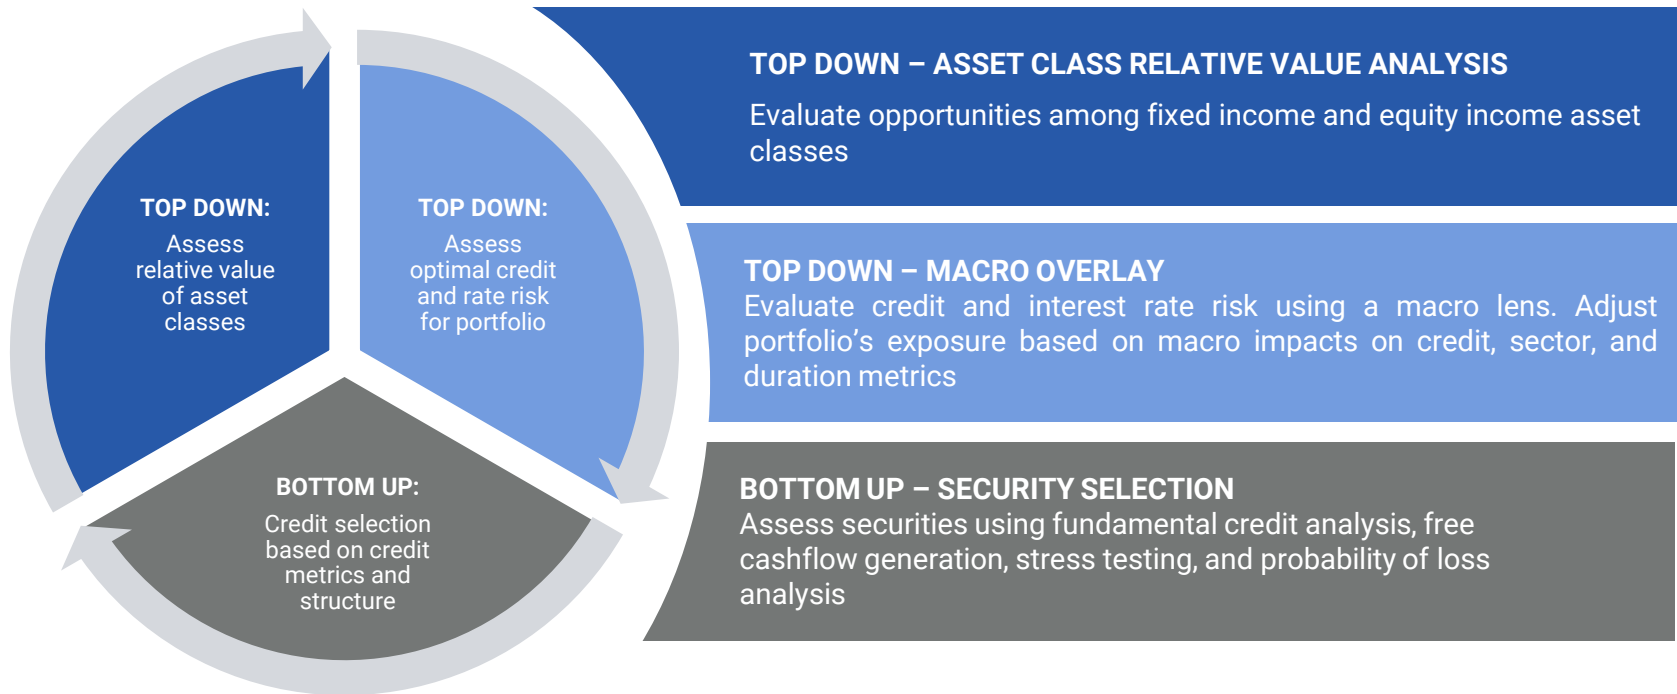 TOP DOWN:
Assess
relative value
of asset
classes
TOP DOWN:
Assess
optimal credit
and rate risk
for portfolio
BOTTOM UP:
Credit selection
based on credit
metrics and
structure
TOP DOWN – ASSET CLASS RELATIVE VALUE ANALYSIS
Evaluate opportunities among fixed income and equity income asset
classes
TOP DOWN – MACRO OVERLAY
Evaluate credit and interest rate risk using a macro lens. Adjust
portfolio’s exposure based on macro impacts on credit, sector, and
duration metrics
BOTTOM UP – SECURITY SELECTION
Assess securities using fundamental credit analysis, free
cashflow generation, stress testing, and probability of loss
analysis